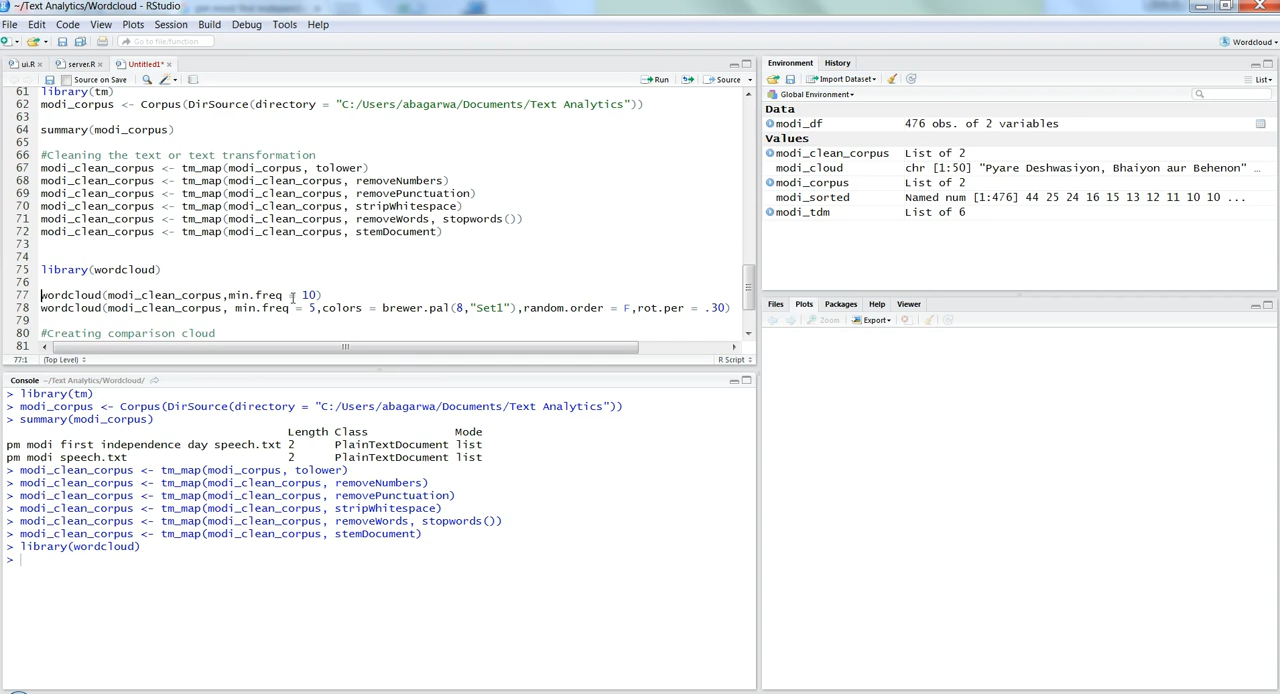 ~/Text Analytics/Wordcloud - RStudio
File Edit Code View Plots Session Build Debug Tools Help
Go to file/function
Wordcloud
ui.R server.R Untitled1*
Source on Save Run Source
61 library(tm)
62 modi_corpus <- Corpus(DirSource(directory = "C:/Users/abagarwa/Documents/Text Analytics"))
63
64 summary(modi_corpus)
65
66 #Cleaning the text or text transformation
67 modi_clean_corpus <- tm_map(modi_corpus, tolower)
68 modi_clean_corpus <- tm_map(modi_clean_corpus, removeNumbers)
69 modi_clean_corpus <- tm_map(modi_clean_corpus, removePunctuation)
70 modi_clean_corpus <- tm_map(modi_clean_corpus, stripWhitespace)
71 modi_clean_corpus <- tm_map(modi_clean_corpus, removeWords, stopwords())
72 modi_clean_corpus <- tm_map(modi_clean_corpus, stemDocument)
73
74
75 library(wordcloud)
76
77 wordcloud(modi_clean_corpus,min.freq = 10)
78 wordcloud(modi_clean_corpus, min.freq = 5,colors = brewer.pal(8,"Set1"),random.order = F,rot.per = .30)
79
80 #Creating comparison cloud
81
77:1 (Top Level) R Script
Console ~/Text Analytics/Wordcloud/
> library(tm)
> modi_corpus <- Corpus(DirSource(directory = "C:/Users/abagarwa/Documents/Text Analytics"))
> summary(modi_corpus)
Length Class Mode
pm modi first independence day speech.txt 2 PlainTextDocument list
pm modi speech.txt 2 PlainTextDocument list
> modi_clean_corpus <- tm_map(modi_corpus, tolower)
> modi_clean_corpus <- tm_map(modi_clean_corpus, removeNumbers)
> modi_clean_corpus <- tm_map(modi_clean_corpus, removePunctuation)
> modi_clean_corpus <- tm_map(modi_clean_corpus, stripWhitespace)
> modi_clean_corpus <- tm_map(modi_clean_corpus, removeWords, stopwords())
> modi_clean_corpus <- tm_map(modi_clean_corpus, stemDocument)
> library(wordcloud)
>
Environment History
Import Dataset List
Global Environment
Data
modi_df 476 obs. of 2 variables
Values
modi_clean_corpus List of 2
modi_cloud chr [1:50] "Pyare Deshwasiyon, Bhaiyon aur Behenon" …
modi_corpus List of 2
modi_sorted Named num [1:476] 44 25 24 16 15 13 12 11 10 10 ...
modi_tdm List of 6
Files Plots Packages Help Viewer
Zoom Export